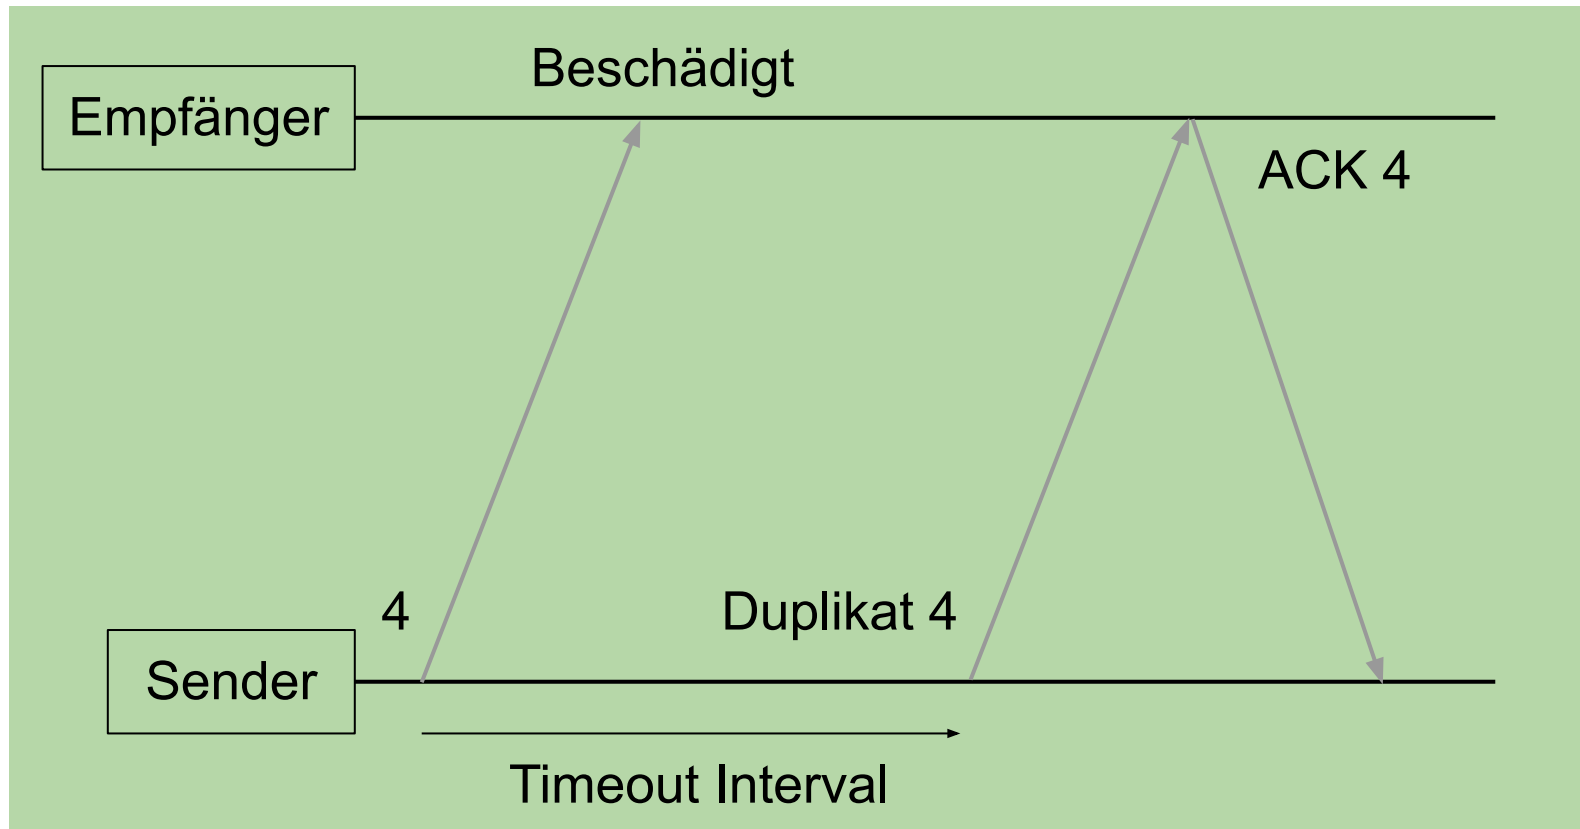 Beschädigt
Empfänger
ACK 4
4
Duplikat 4
Sender
Timeout Interval